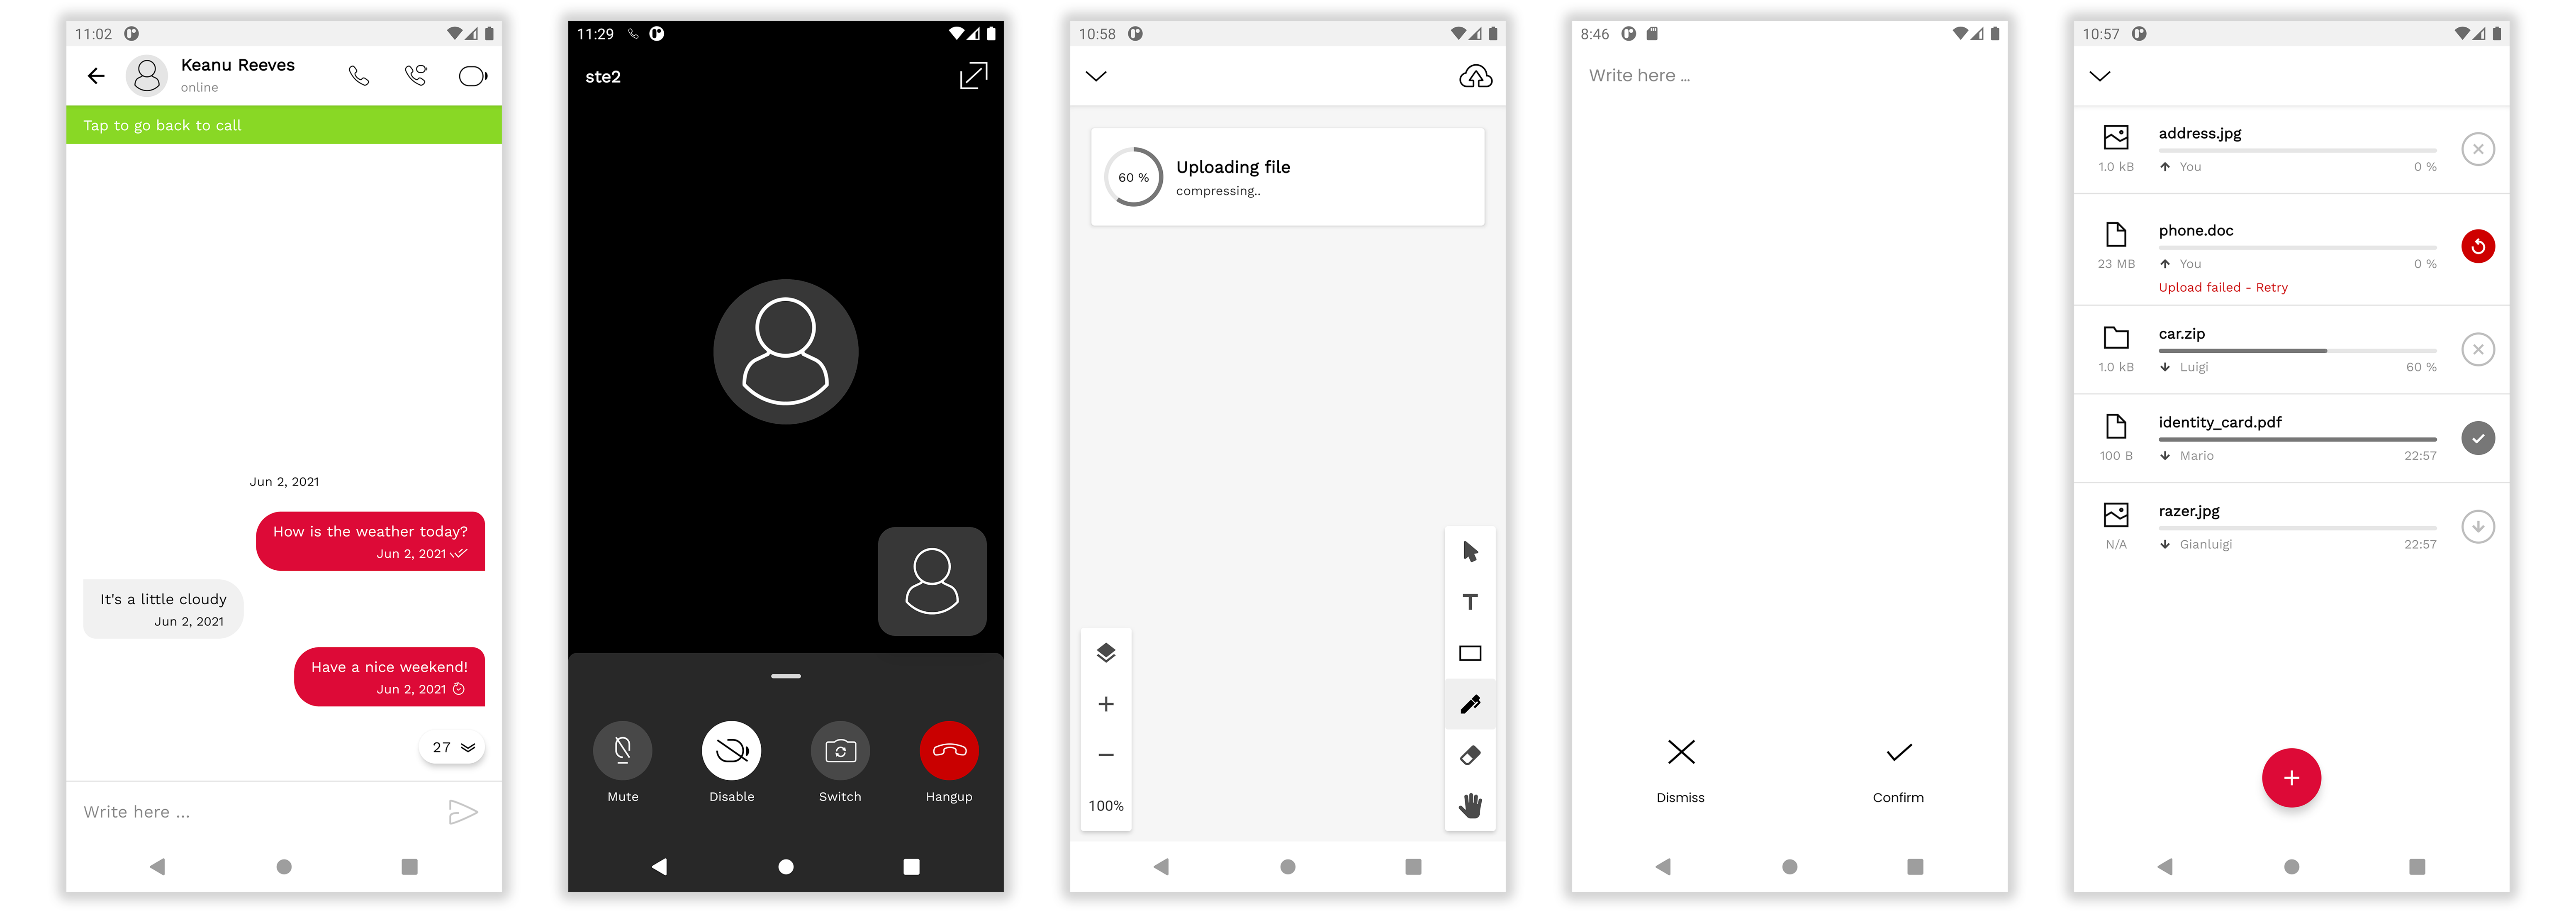 11:02
Keanu Reeves
online
Tap to go back to call
Jun 2, 2021
How is the weather today?
Jun 2, 2021
It's a little cloudy
Jun 2, 2021
Have a nice weekend!
Jun 2, 2021
27
Write here ...
11:29
ste2
Mute
Disable
Switch
Hangup
10:58
60 %
Uploading file
compressing..
T
100%
8:46
Write here ...
Dismiss
Confirm
10:57
address.jpg
1.0 kB
You
0 %
phone.doc
23 MB
You
0 %
Upload failed - Retry
car.zip
1.0 kB
Luigi
60 %
identity_card.pdf
100 B
Mario
22:57
razer.jpg
N/A
Gianluigi
22:57